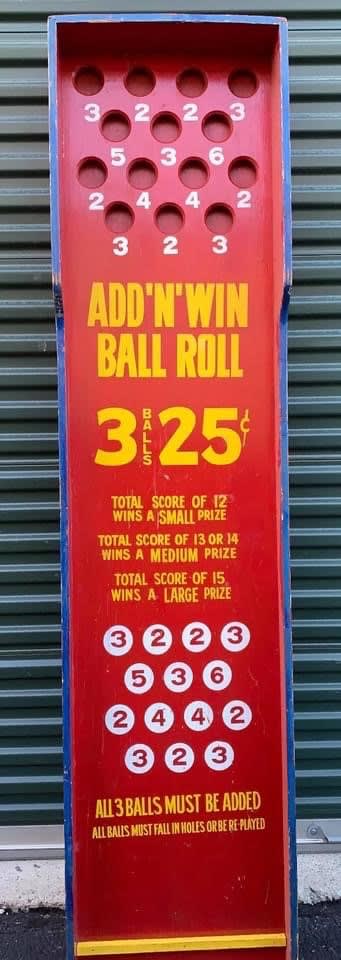 3 2 2 3
5 3 6
2 4 4 2
3 2 3
ADD'N'WIN
BALL ROLL
3 BALLS 25¢
TOTAL SCORE OF 12
WINS A SMALL PRIZE
TOTAL SCORE OF 13 OR 14
WINS A MEDIUM PRIZE
TOTAL SCORE OF 15
WINS A LARGE PRIZE
3 2 2 3
5 3 6
2 4 4 2
3 2 3
ALL 3 BALLS MUST BE ADDED
ALL BALLS MUST FALL IN HOLES OR BE RE-PLAYED